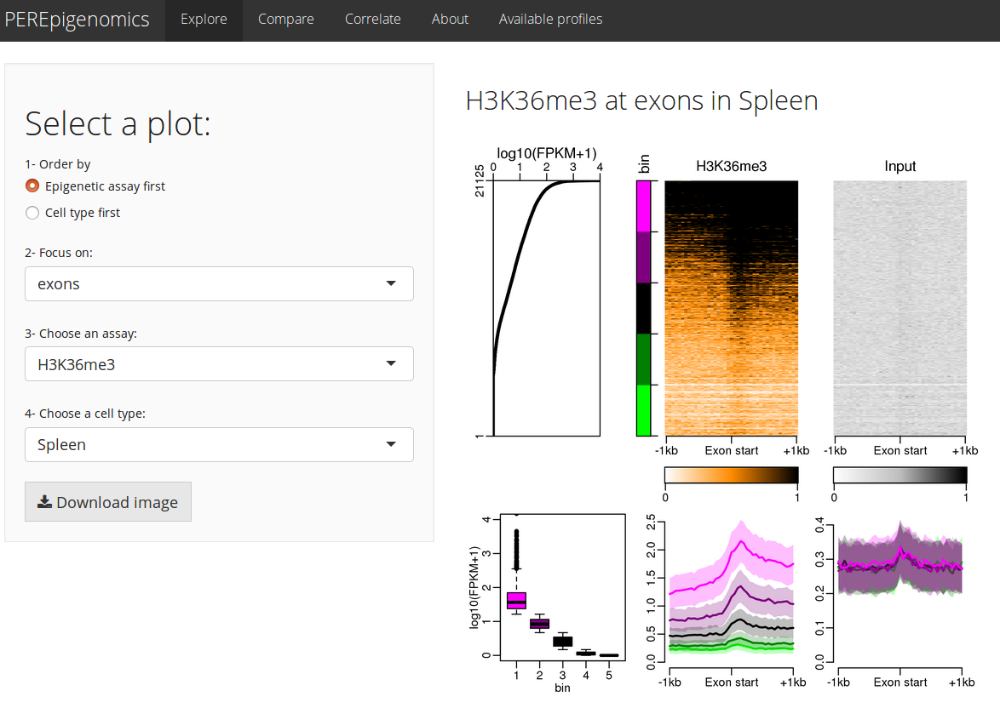 PEREpigenomics Explore Compare Correlate About Available profiles
Select a plot:
1- Order by
Epigenetic assay first
Cell type first
2- Focus on:
exons
3- Choose an assay:
H3K36me3
4- Choose a cell type:
Spleen
Download image
H3K36me3 at exons in Spleen
log10(FPKM+1)
0 1 2 3 4
21125
1
bin
H3K36me3
-1kb Exon start +1kb
0 1
Input
-1kb Exon start +1kb
0 1
log10(FPKM+1)
4
3
2
1
0
1 2 3 4 5
bin
2.5
2.0
1.5
1.0
0.5
0.0
-1kb Exon start +1kb
0.4
0.3
0.2
0.1
0.0
-1kb Exon start +1kb